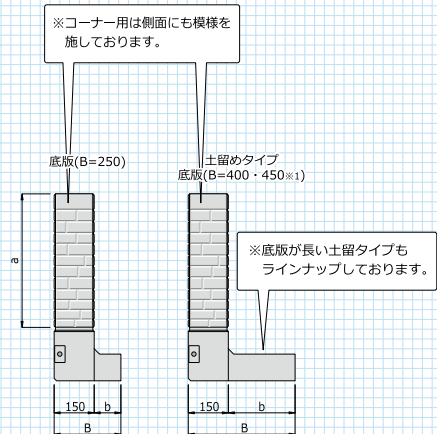 ※コーナー用は側面にも模様を
施しております。
底版(B=250)
土留めタイプ
底版(B=400・450※1)
※底版が長い土留タイプも
ラインナップしております。
a
150
b
B
150
b
B